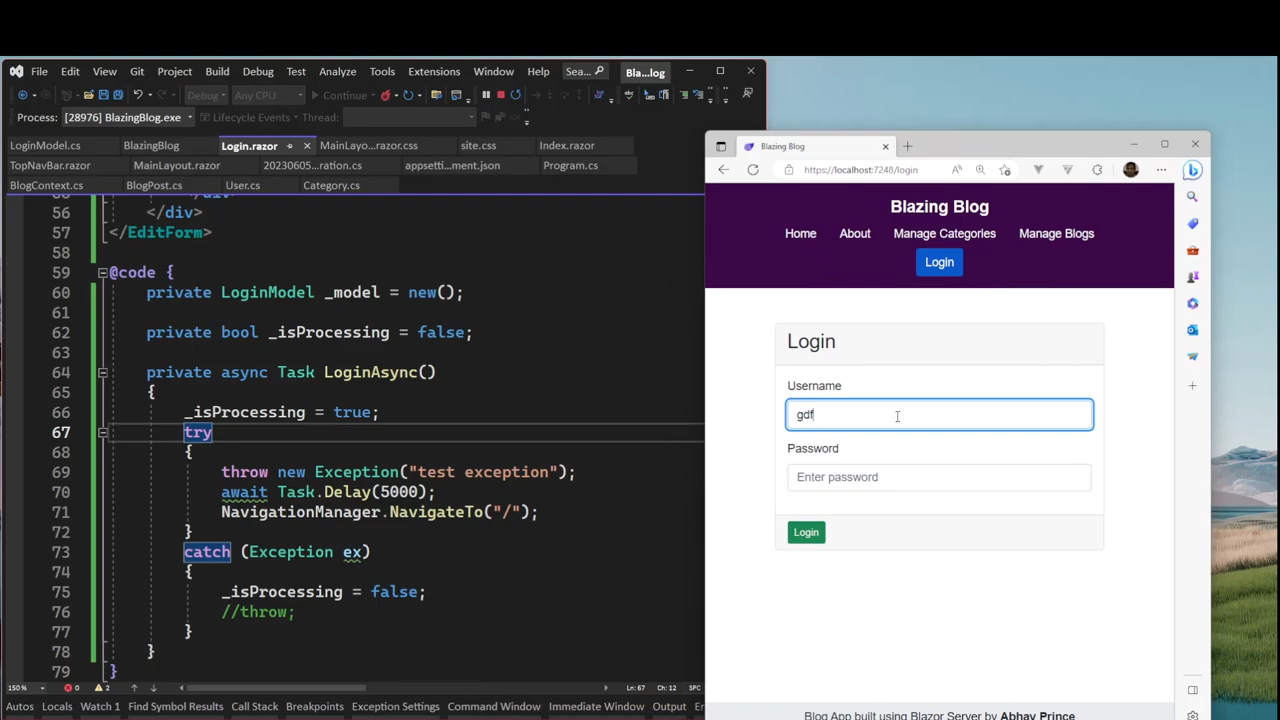 File Edit View Git Project Build Debug Test Analyze Tools Extensions Window Help Sea... Bla...log
Debug Any CPU Continue
Process: [28976] BlazingBlog.exe Lifecycle Events Thread:
LoginModel.cs BlazingBlog Login.razor MainLayo...razor.css site.css Index.razor
TopNavBar.razor MainLayout.razor 20230605...ration.cs appsetti...ment.json Program.cs
BlogContext.cs BlogPost.cs User.cs Category.cs
56 </div>
57 </EditForm>
58
59 @code {
60 private LoginModel _model = new();
61
62 private bool _isProcessing = false;
63
64 private async Task LoginAsync()
65 {
66 _isProcessing = true;
67 try
68 {
69 throw new Exception("test exception");
70 await Task.Delay(5000);
71 NavigationManager.NavigateTo("/");
72 }
73 catch (Exception ex)
74 {
75 _isProcessing = false;
76 //throw;
77 }
78 }
79 }
150 % 0 2 Ln: 67 Ch: 12 SPC
Autos Locals Watch 1 Find Symbol Results Call Stack Breakpoints Exception Settings Command Window Immediate Window Output
Blazing Blog
https://localhost:7248/login
Blazing Blog
Home About Manage Categories Manage Blogs
Login
Login
Username
gdf
Password
Enter password
Login
Blog App built using Blazor Server by Abhay Prince